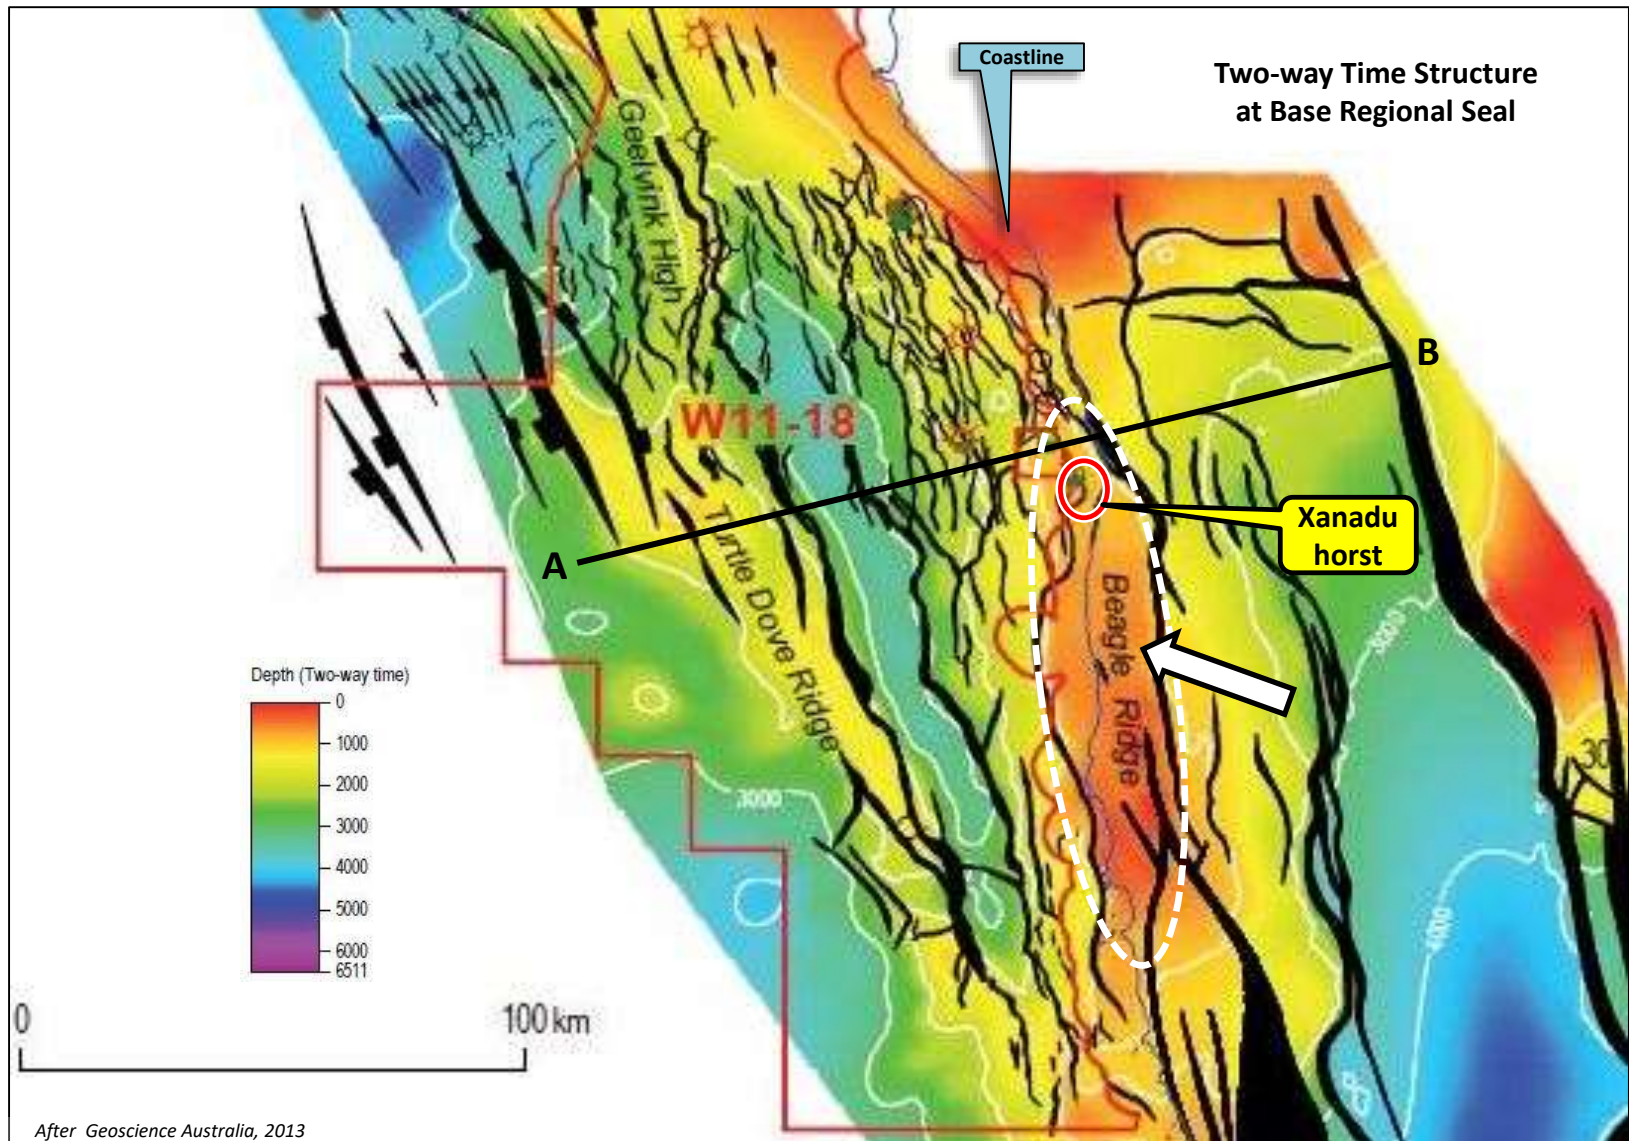 Coastline
Two-way Time Structure
at Base Regional Seal
Geelvink High
B
W11-18
Xanadu
horst
A
Turtle Dove Ridge
Beagle Ridge
3000
Depth (Two-way time)
0
1000
2000
3000
4000
5000
6000
6511
3000
30
4000
0
100 km
After Geoscience Australia, 2013